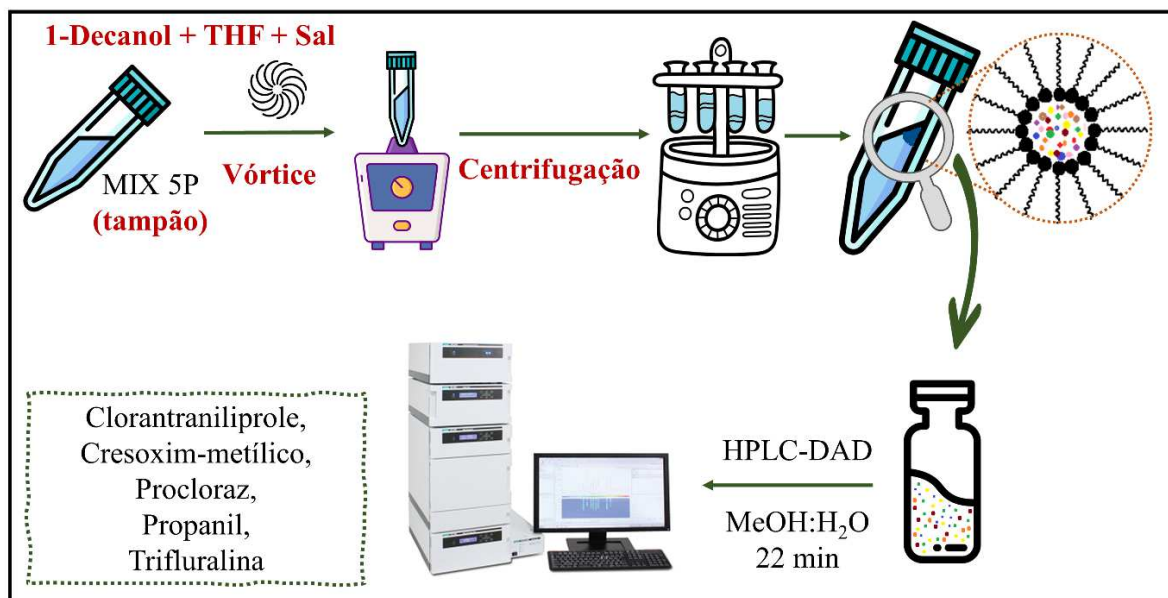 1-Decanol + THF + Sal
MIX 5P
(tampão)
Vórtice
Centrifugação
HPLC-DAD
MeOH:H₂O
22 min
Clorantraniliprole,
Cresoxim-metílico,
Procloraz,
Propanil,
Trifluralina